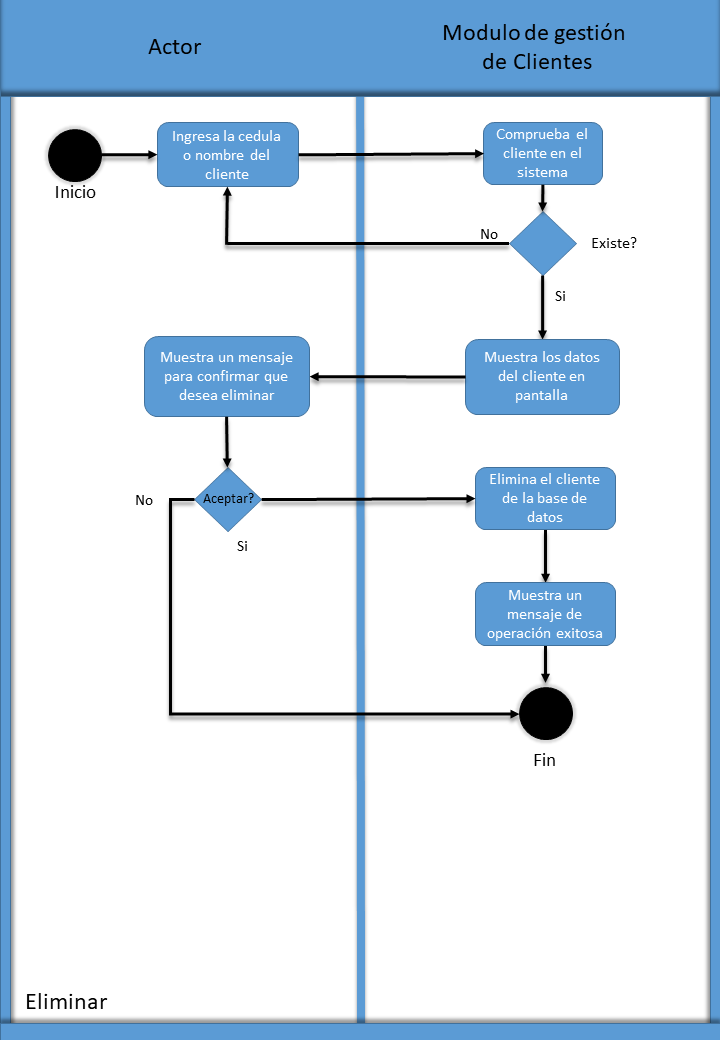 Actor
Modulo de gestión
de Clientes
Inicio
Ingresa la cedula
o nombre del
cliente
Comprueba el
cliente en el
sistema
No
Existe?
Si
Muestra un mensaje
para confirmar que
desea eliminar
Muestra los datos
del cliente en
pantalla
No
Aceptar?
Si
Elimina el cliente
de la base de
datos
Muestra un
mensaje de
operación exitosa
Fin
Eliminar